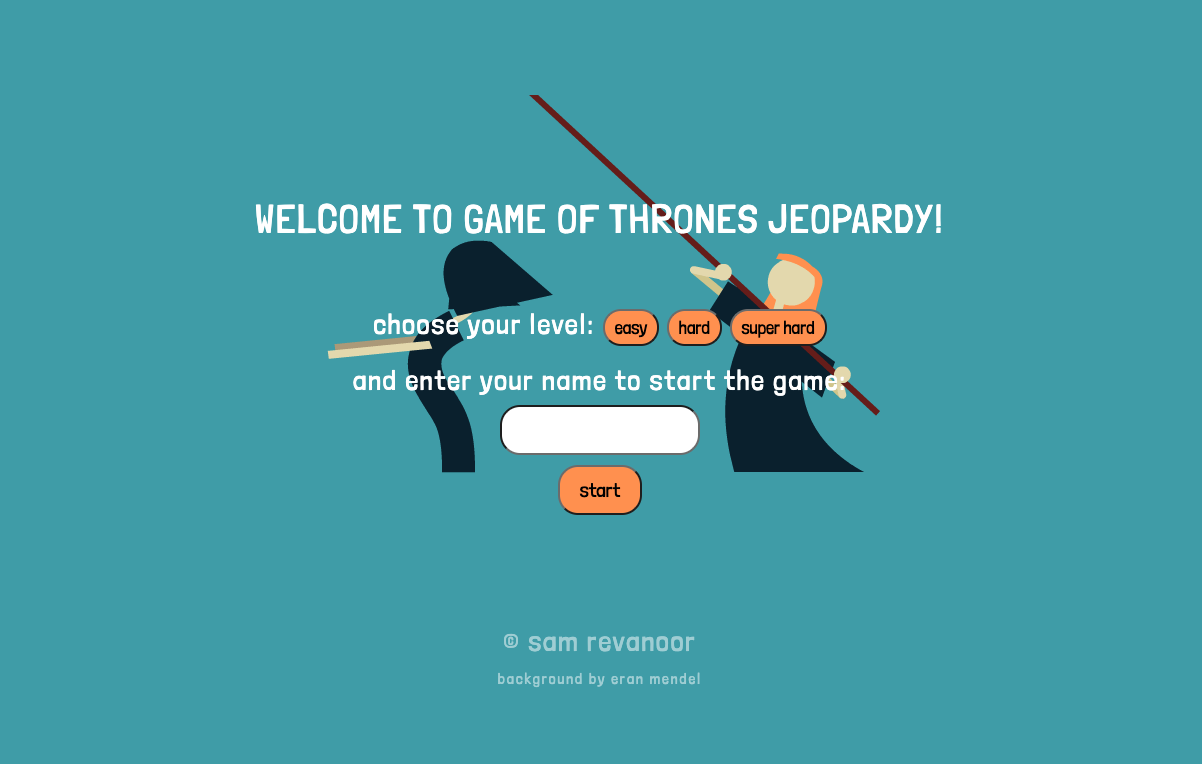 WELCOME TO GAME OF THRONES JEOPARDY!
choose your level: easy hard super hard
and enter your name to start the game:
start
© sam revanoor
background by eran mendel